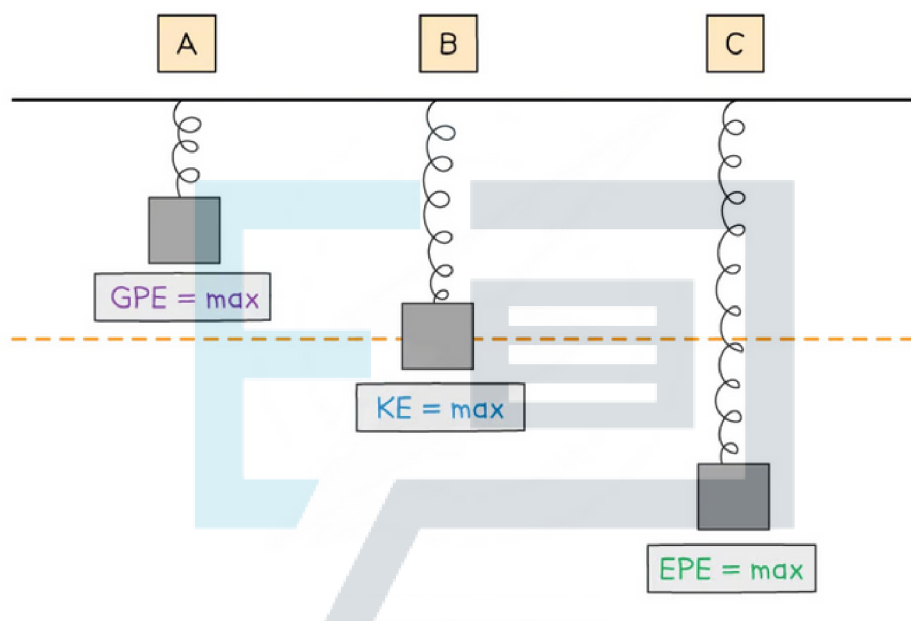 A
B
C
GPE = max
KE = max
EPE = max